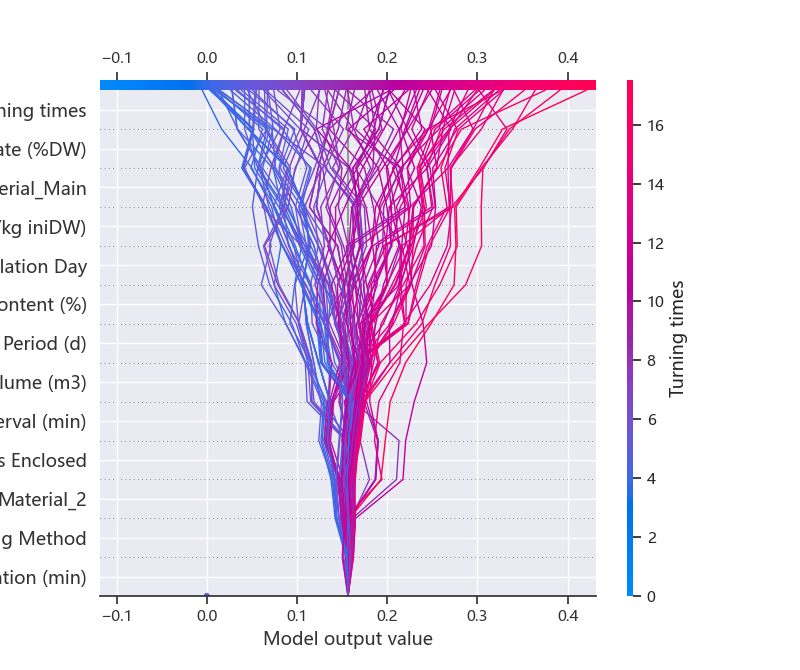 −0.1 0.0 0.1 0.2 0.3 0.4
ning times
ate (%DW)
erial_Main
/kg iniDW)
lation Day
ontent (%)
Period (d)
lume (m3)
erval (min)
s Enclosed
Material_2
g Method
ation (min)
−0.1 0.0 0.1 0.2 0.3 0.4
Model output value
16
14
12
10
8
6
4
2
0
Turning times